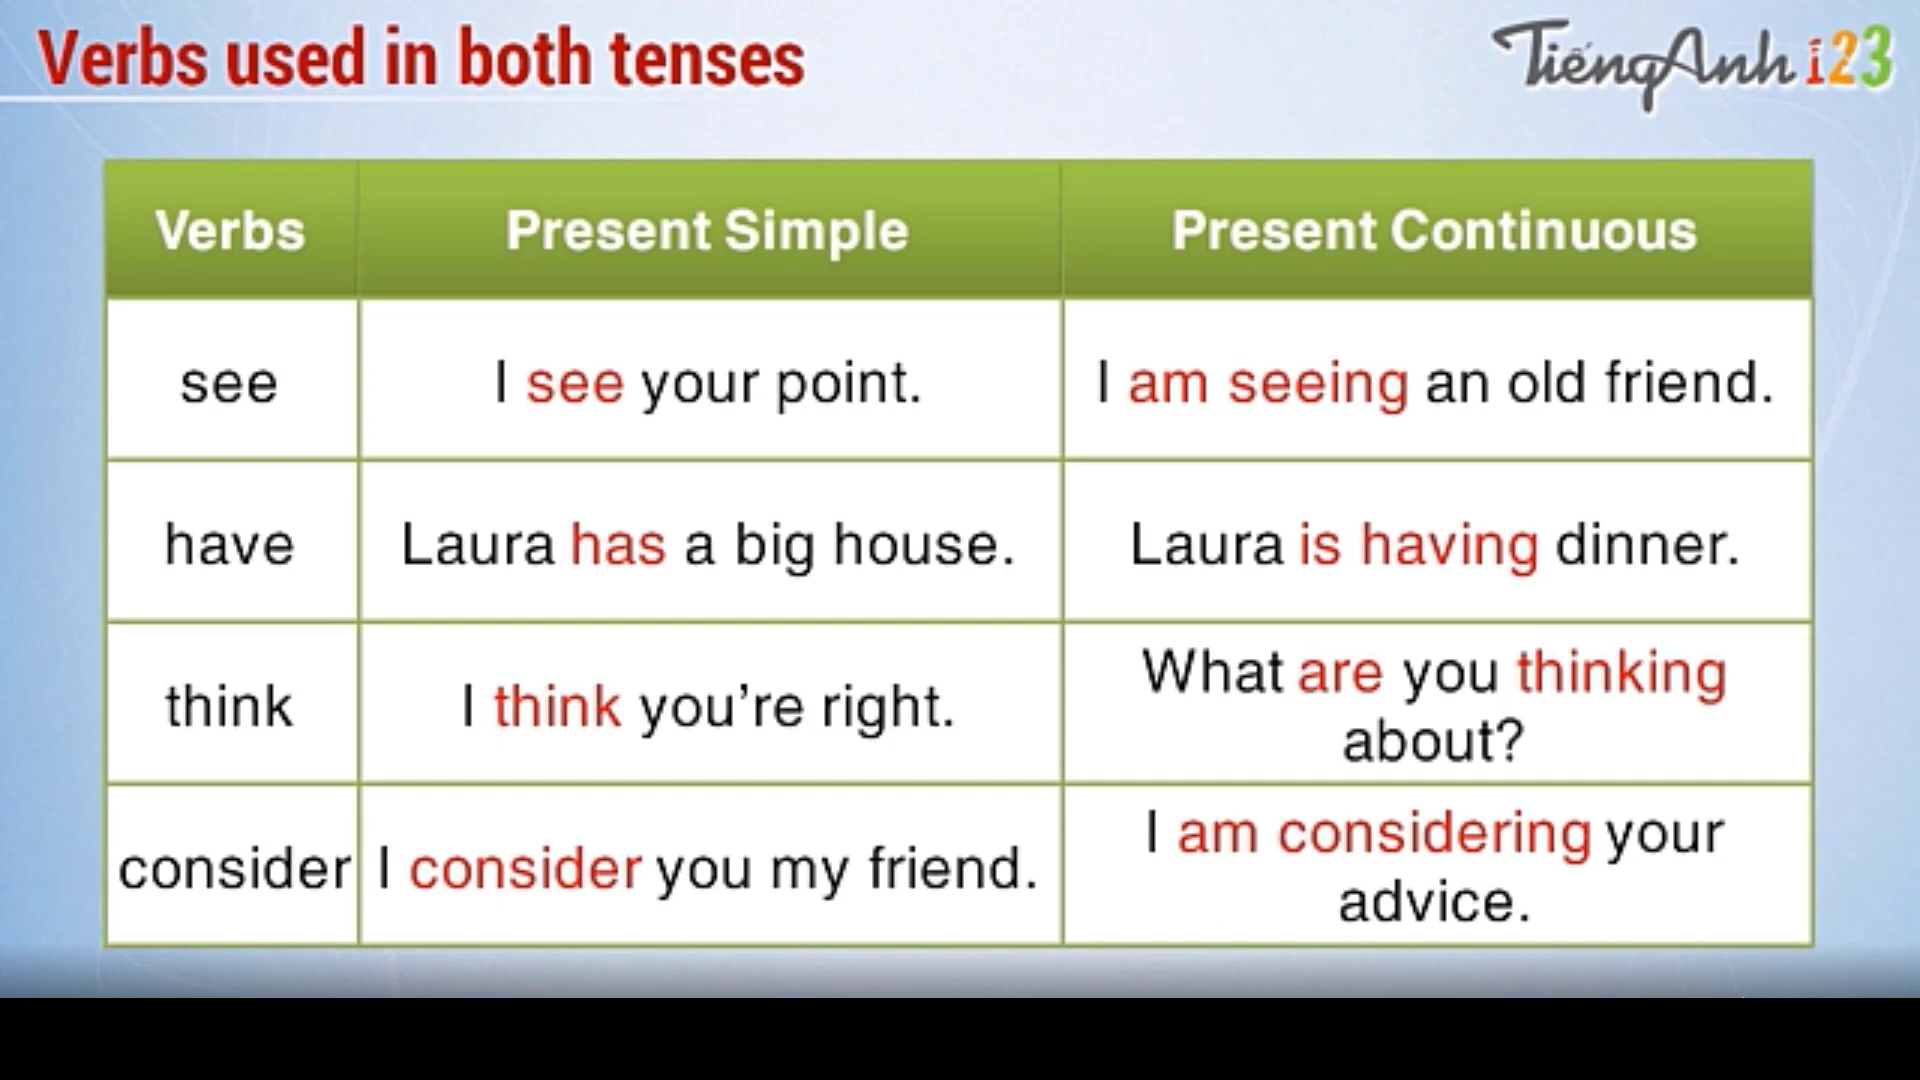 Verbs used in both tenses
TiếngAnh123
Verbs Present Simple Present Continuous
see I see your point. I am seeing an old friend.
have Laura has a big house. Laura is having dinner.
think I think you’re right. What are you thinking
about?
consider I consider you my friend. I am considering your
advice.